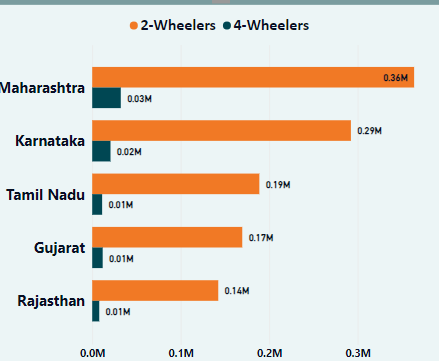 2-Wheelers 4-Wheelers
Maharashtra 0.36M
0.03M
Karnataka 0.29M
0.02M
Tamil Nadu 0.19M
0.01M
Gujarat 0.17M
0.01M
Rajasthan 0.14M
0.01M
0.0M 0.1M 0.2M 0.3M